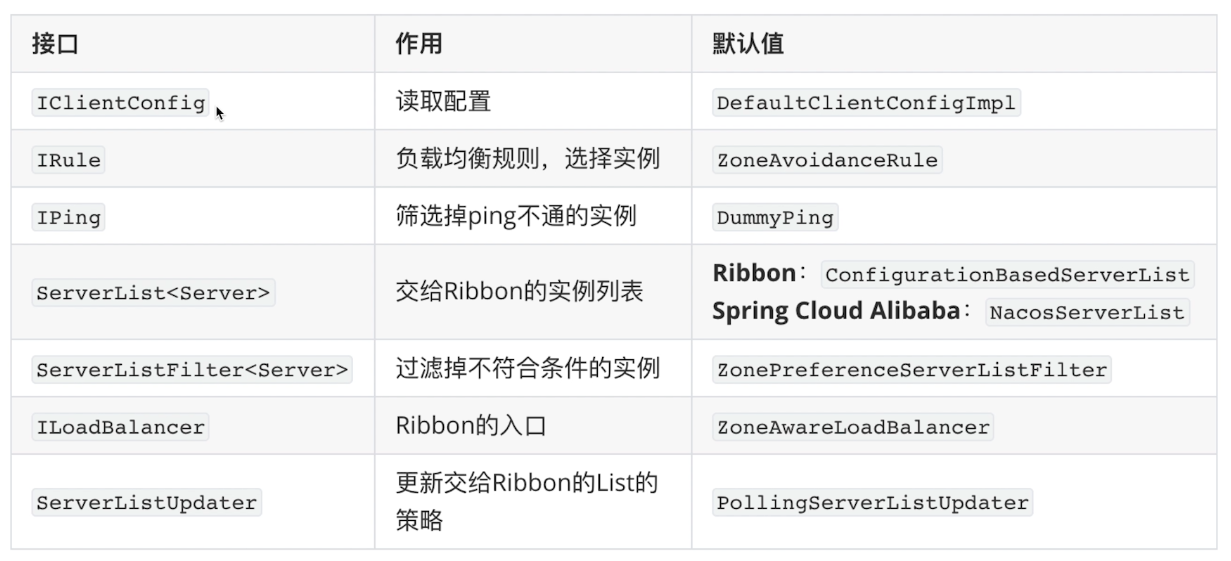 接口 作用 默认值
IClientConfig 读取配置 DefaultClientConfigImpl
IRule 负载均衡规则，选择实例 ZoneAvoidanceRule
IPing 筛选掉ping不通的实例 DummyPing
ServerList<Server> 交给Ribbon的实例列表 Ribbon： ConfigurationBasedServerList
Spring Cloud Alibaba： NacosServerList
ServerListFilter<Server> 过滤掉不符合条件的实例 ZonePreferenceServerListFilter
ILoadBalancer Ribbon的入口 ZoneAwareLoadBalancer
ServerListUpdater 更新交给Ribbon的List的
策略 PollingServerListUpdater